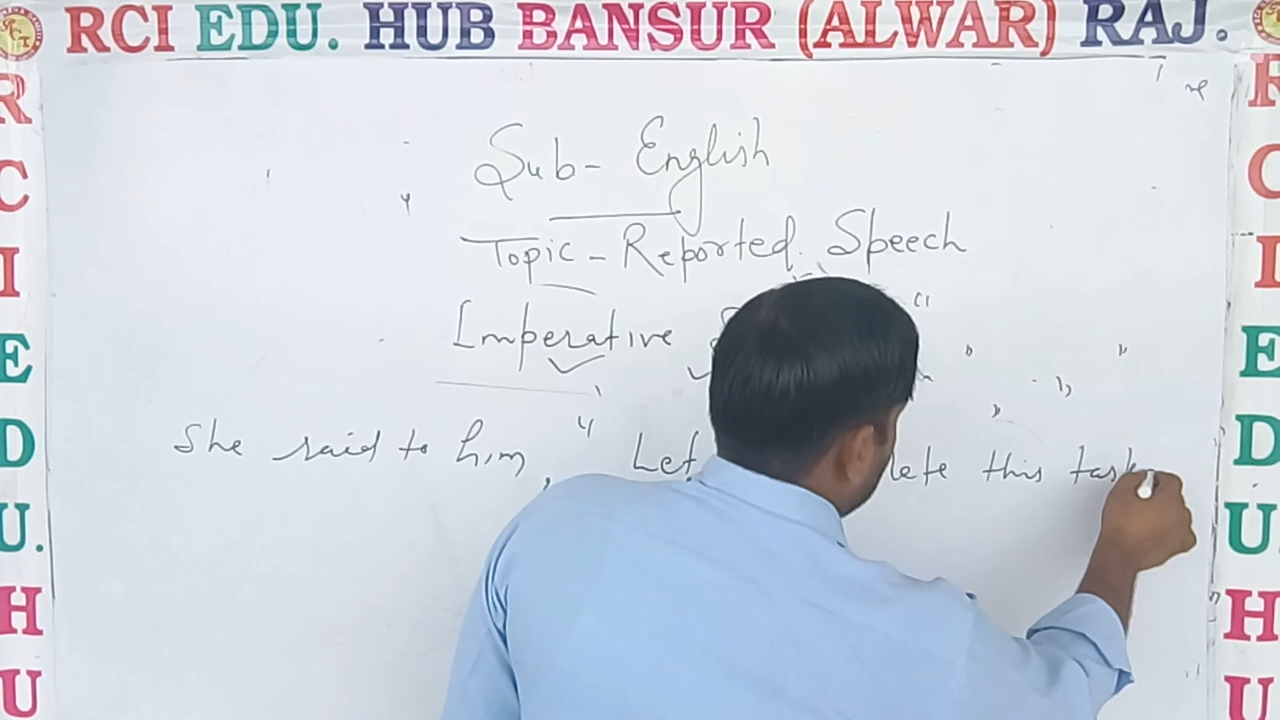 RCI EDU. HUB BANSUR (ALWAR) RAJ.
Sub- English
Topic - Reported Speech
Imperative
She said to him, " Let this task
R
C
I
E
D
U.
H
U
R
C
I
E
D
U.
H
U